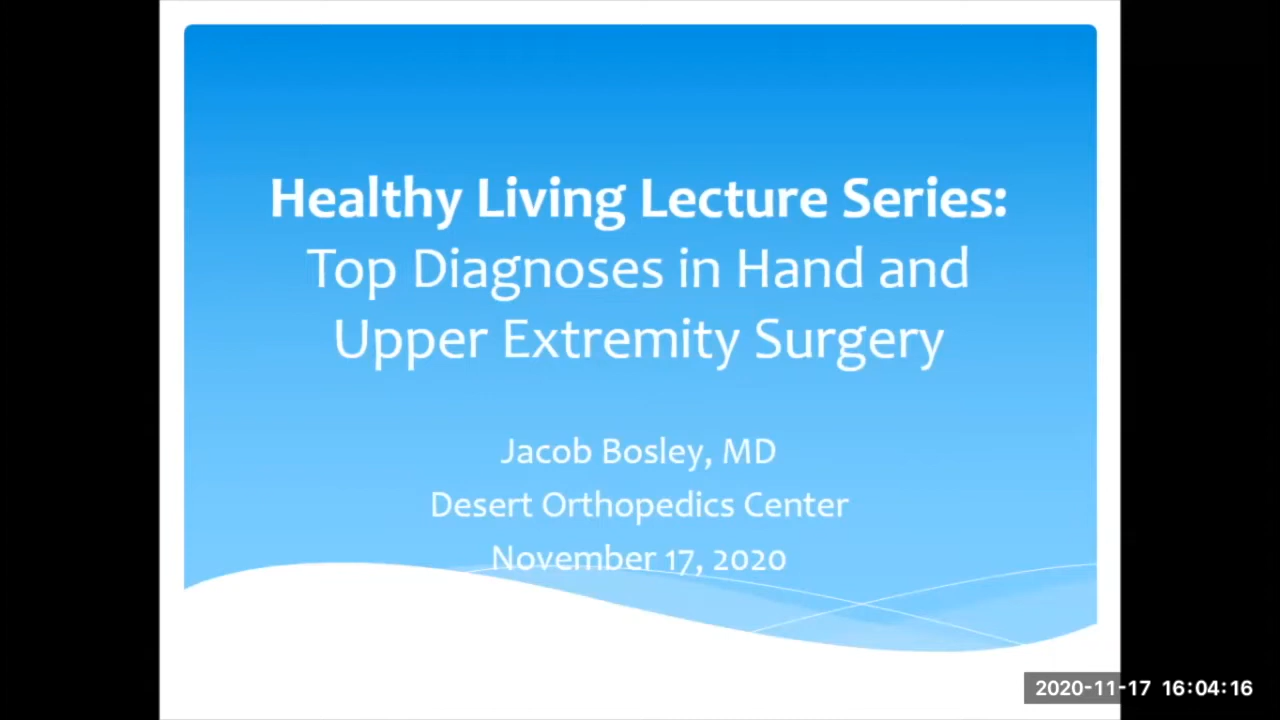 Healthy Living Lecture Series:
Top Diagnoses in Hand and
Upper Extremity Surgery
Jacob Bosley, MD
Desert Orthopedics Center
November 17, 2020
2020-11-17 16:04:16